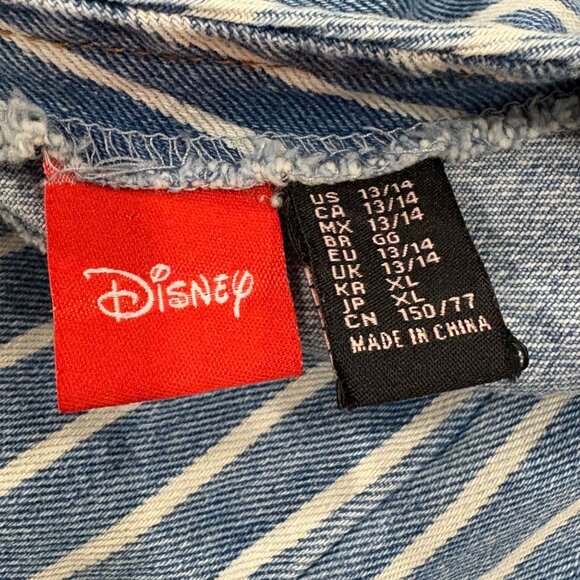 Disney
US 13/14
CA 13/14
MX 13/14
BR GG
EU 13/14
UK 13/14
KR XL
JP XL
CN 150/77
MADE IN CHINA